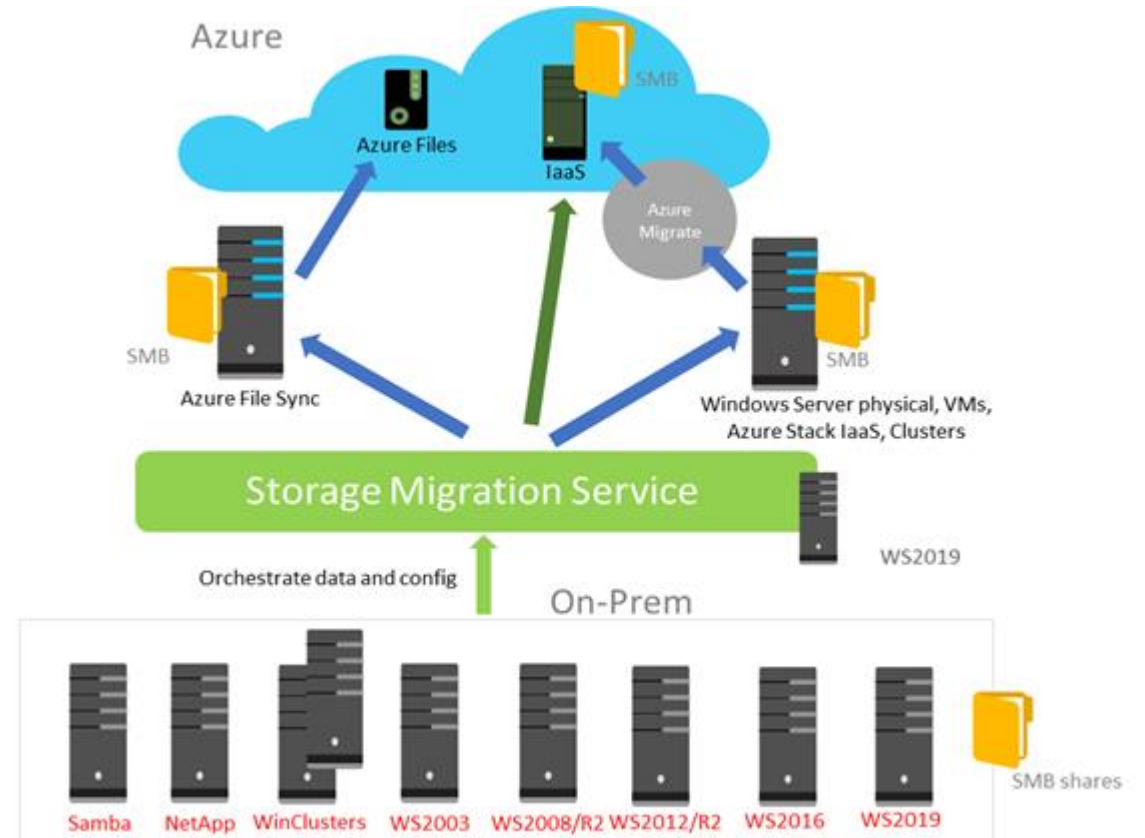 Azure
SMB
Azure Files
IaaS
Azure
Migrate
SMB
SMB
Azure File Sync
Windows Server physical, VMs,
Azure Stack IaaS, Clusters
Storage Migration Service
WS2019
Orchestrate data and config
On-Prem
SMB shares
Samba
NetApp
WinClusters
WS2003
WS2008/R2
WS2012/R2
WS2016
WS2019